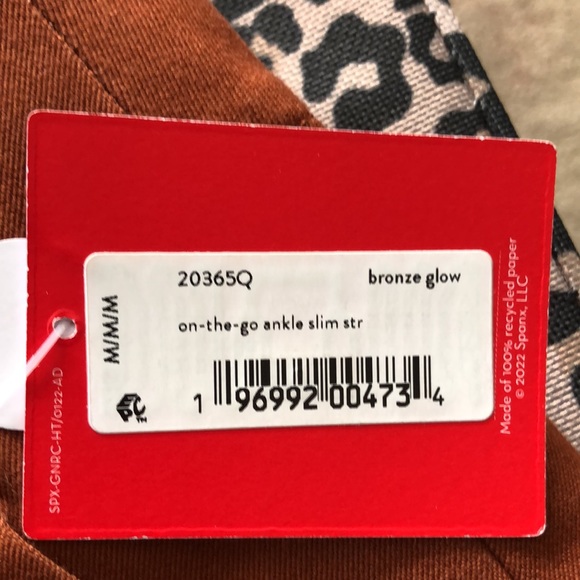 20365Q bronze glow
M/M/M
on-the-go ankle slim str
1 96992 00473 4
SPX-GNRC-HT/0122-AD
Made of 100% recycled paper
© 2022 Spanx, LLC